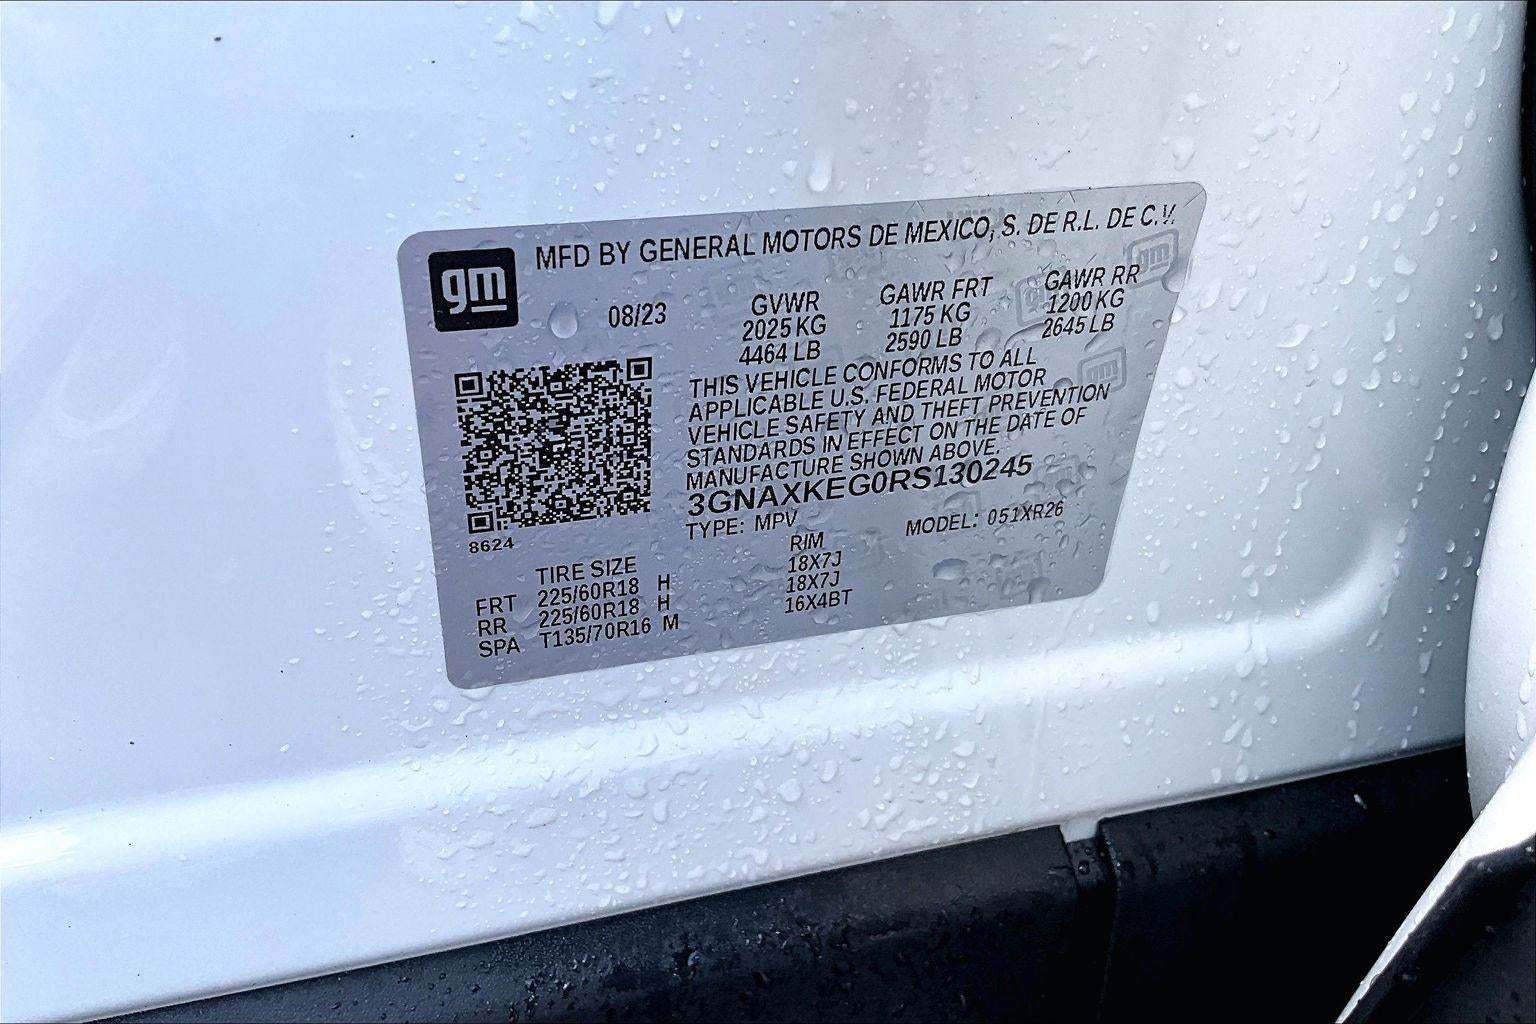 gm
MFD BY GENERAL MOTORS DE MEXICO, S. DE R.L. DE C.V.
08/23
GVWR GAWR FRT GAWR RR
2025 KG 1175 KG 1200 KG
4464 LB 2590 LB 2645 LB
THIS VEHICLE CONFORMS TO ALL
APPLICABLE U.S. FEDERAL MOTOR
VEHICLE SAFETY AND THEFT PREVENTION
STANDARDS IN EFFECT ON THE DATE OF
MANUFACTURE SHOWN ABOVE.
3GNAXKEG0RS130245
TYPE: MPV MODEL: 051XR26
8624
TIRE SIZE RIM
FRT 225/60R18 H 18X7J
RR 225/60R18 H 18X7J
SPA T135/70R16 M 16X4BT
gm
gm
gm